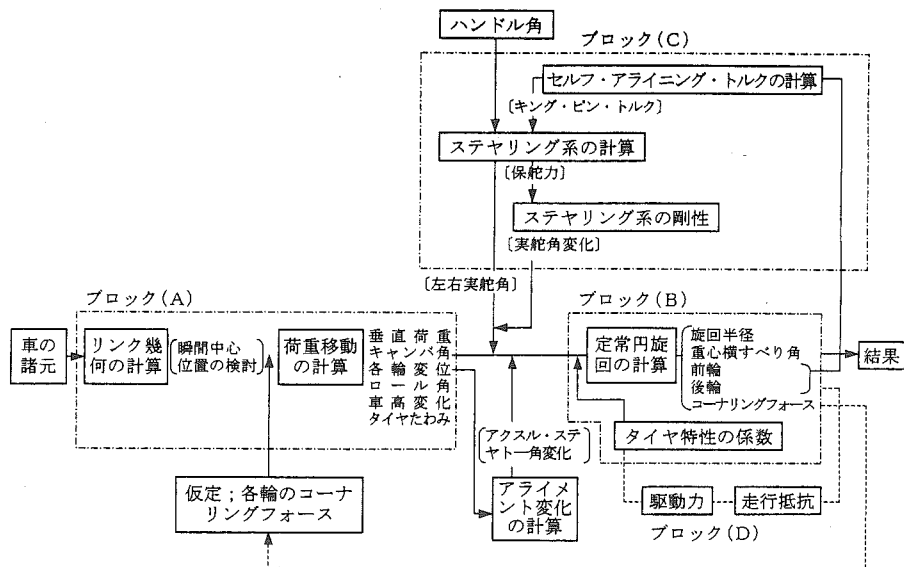 ハンドル角
ブロック(C)
セルフ・アライニング・トルクの計算
〔キング・ピン・トルク〕
ステヤリング系の計算
〔保舵力〕
ステヤリング系の剛性
〔実舵角変化〕
〔左右実舵角〕
ブロック(A)
車の
諸元
リンク幾
何の計算
瞬間中心
位置の検討
荷重移動
の計算
垂直荷重
キャンバ角
各輪変位
ロール角
車高変化
タイヤたわみ
ブロック(B)
定常円旋
回の計算
旋回半径
重心横すべり角
前輪
後輪
コーナリングフォース
結果
タイヤ特性の係数
アクスル・ステ
ヤトー角変化
仮定；各輪のコーナ
リングフォース
アライメ
ント変化
の計算
駆動力
走行抵抗
ブロック(D)